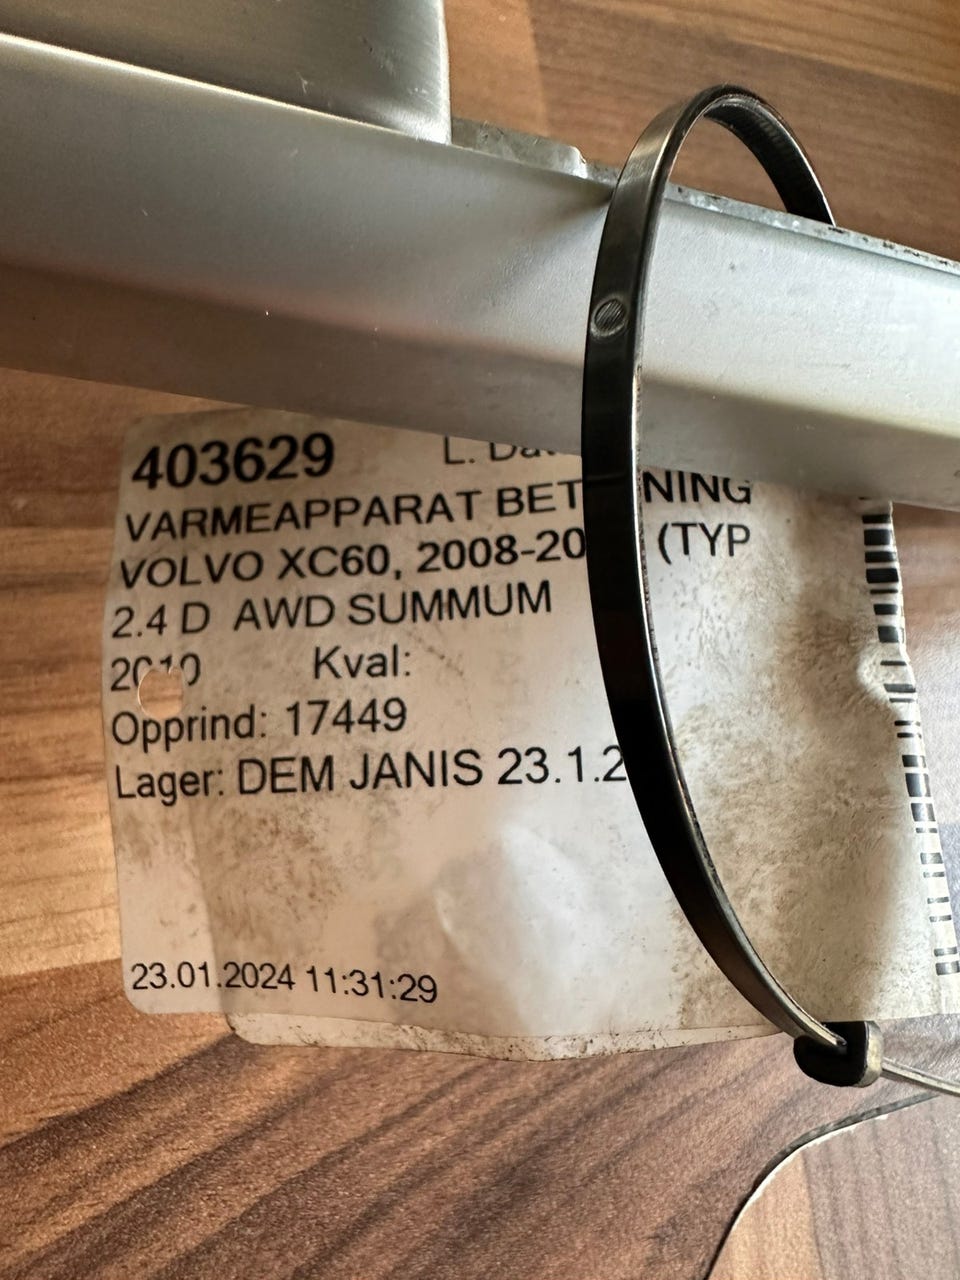 403629
VARMEAPPARAT
VOLVO XC60, (TYP
2.4 D AWD SUMMUM
Kval:
Opprind: 17449
Lager: DEM JANIS
23.01.2024 11:31:29